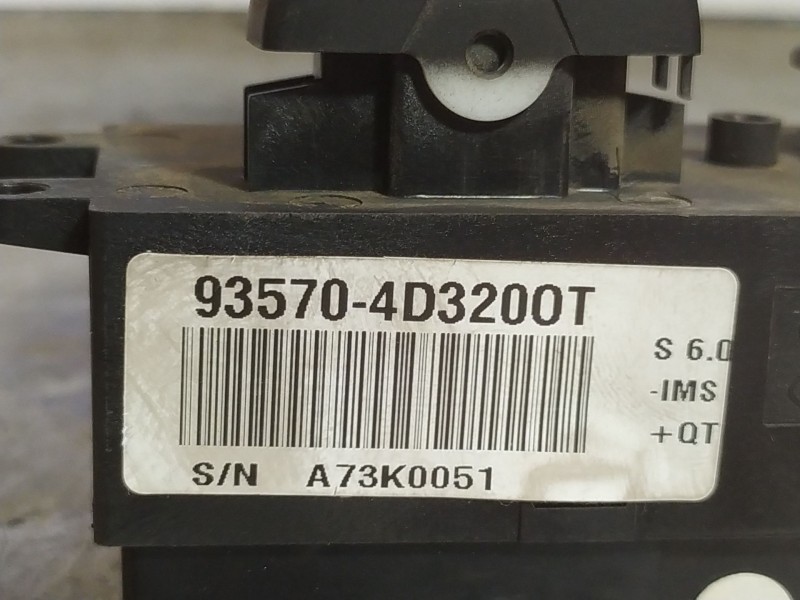 93570-4D3200T
S 6.0
-IMS
+QT
S/N A73K0051